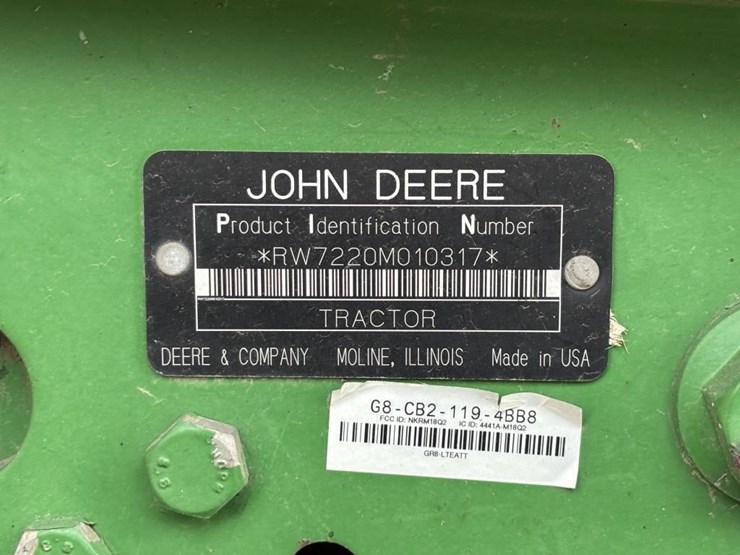 JOHN DEERE
Product Identification Number
*RW7220M010317*
TRACTOR
DEERE & COMPANY MOLINE, ILLINOIS Made in USA
G8-CB2-119-4BB8
FCC ID: NKRM18Q2 IC ID: 4441A-M18Q2
GR8-LTEATT